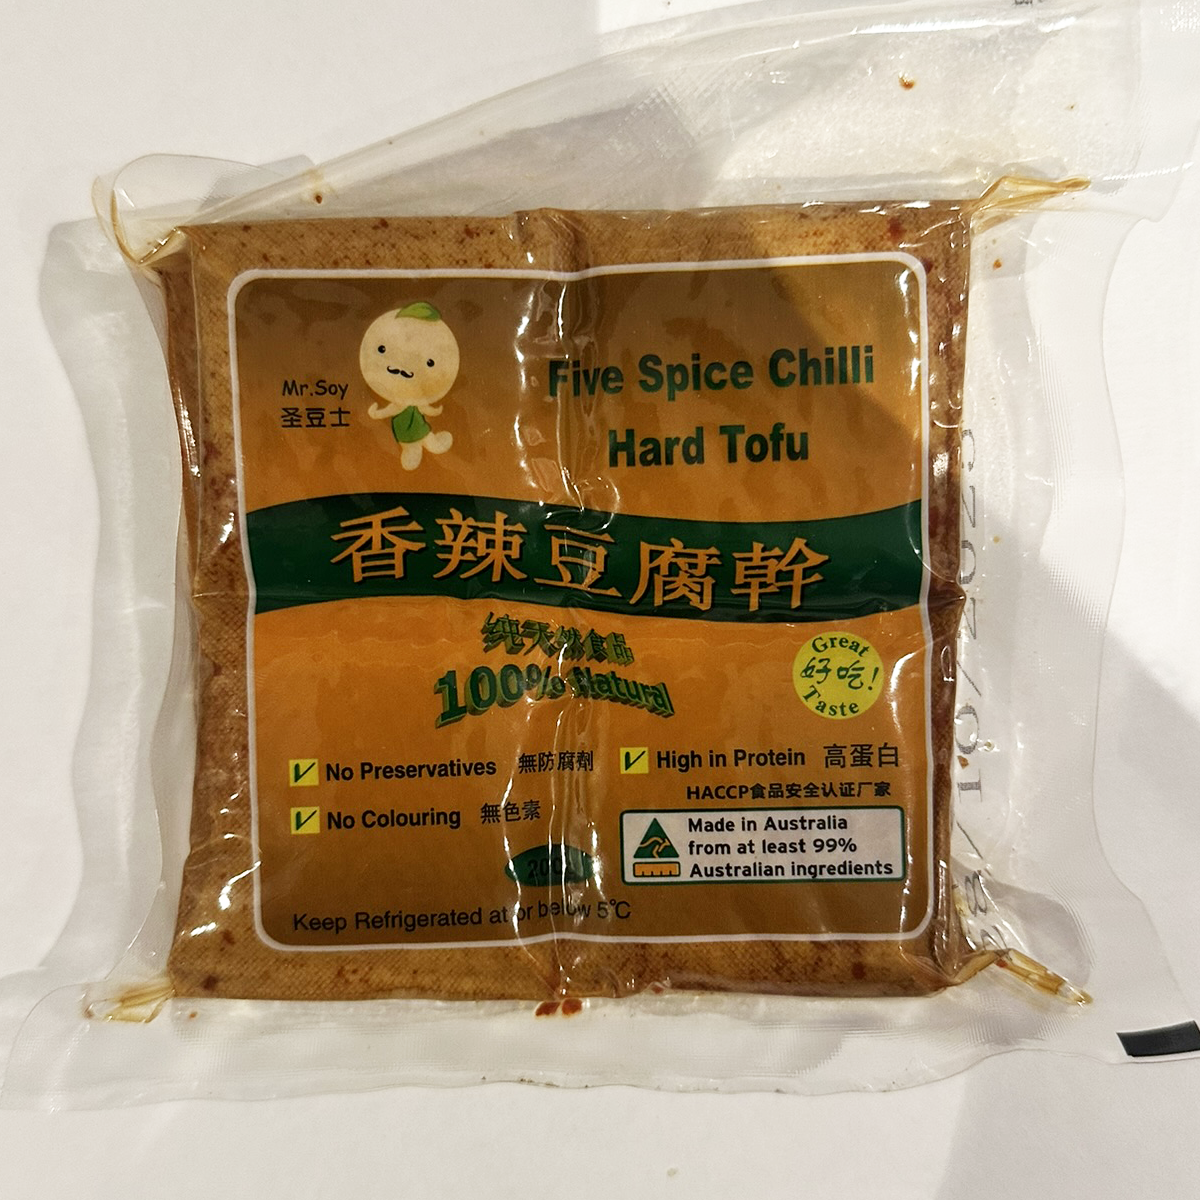 Mr.Soy
圣豆士
Five Spice Chilli
Hard Tofu
香辣豆腐幹
纯天然食品
100% Natural
Great
好吃!
Taste
No Preservatives 無防腐劑
High in Protein 高蛋白
HACCP食品安全认证厂家
No Colouring 無色素
Made in Australia
from at least 99%
Australian ingredients
200g
Keep Refrigerated at or below 5℃